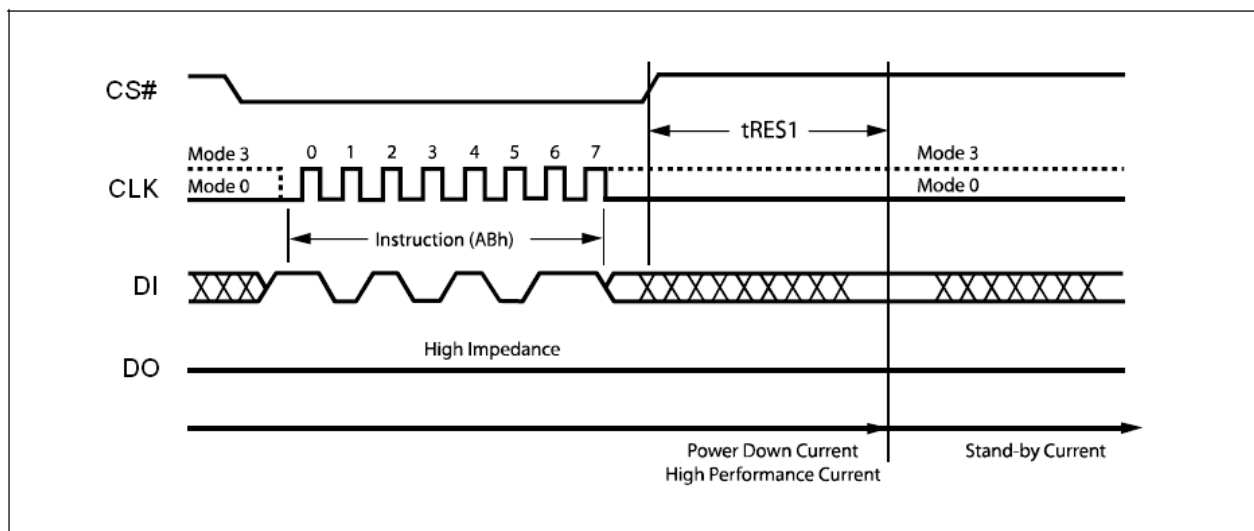 CS#
tRES1
Mode 3 0 1 2 3 4 5 6 7 Mode 3
CLK Mode 0 Mode 0
Instruction (ABh)
DI
High Impedance
DO
Power Down Current Stand-by Current
High Performance Current